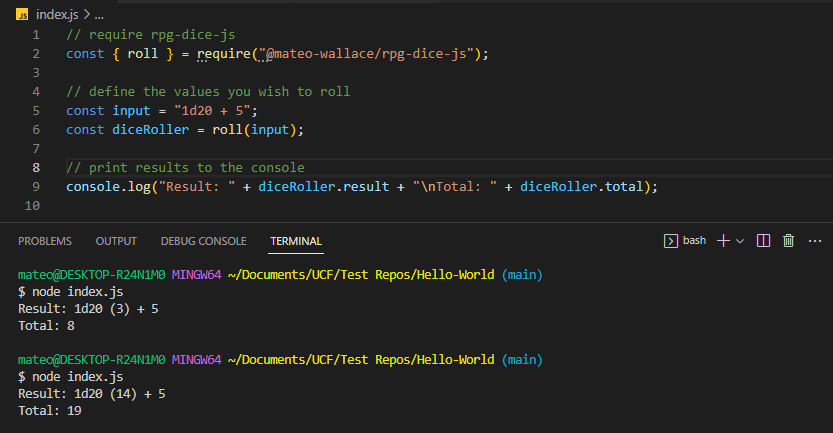 JS index.js > ...
1 // require rpg-dice-js
2 const { roll } = require("@mateo-wallace/rpg-dice-js");
3
4 // define the values you wish to roll
5 const input = "1d20 + 5";
6 const diceRoller = roll(input);
7
8 // print results to the console
9 console.log("Result: " + diceRoller.result + "\nTotal: " + diceRoller.total);
10
PROBLEMS OUTPUT DEBUG CONSOLE TERMINAL bash
mateo@DESKTOP-R24N1M0 MINGW64 ~/Documents/UCF/Test Repos/Hello-World (main)
$ node index.js
Result: 1d20 (3) + 5
Total: 8
mateo@DESKTOP-R24N1M0 MINGW64 ~/Documents/UCF/Test Repos/Hello-World (main)
$ node index.js
Result: 1d20 (14) + 5
Total: 19